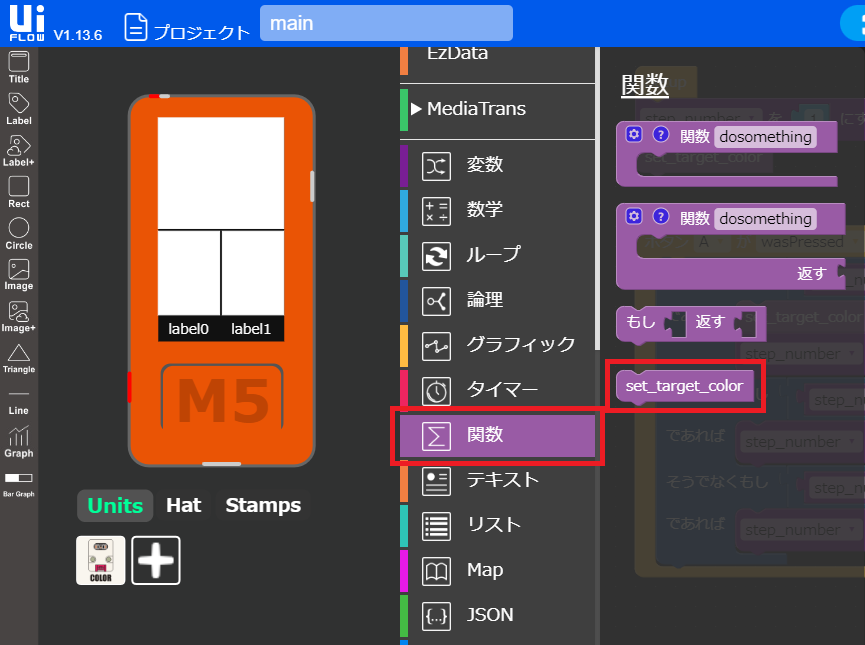 Ui
FLOW
V1.13.6
プロジェクト
main
Title
Label
Label+
Rect
Circle
Image
Image+
Triangle
Line
Graph
Bar Graph
label0
label1
M5
Units
Hat
Stamps
COLOR
EzData
MediaTrans
変数
数学
ループ
論理
グラフィック
タイマー
関数
テキスト
リスト
Map
JSON
関数
関数 dosomething
関数 dosomething
返す
もし 返す
set_target_color
step_number を
set_target_color
A
wasPressed
set_target_color
step_number
もし
であれば
step_number
そうでなくもし
であれば
step_number